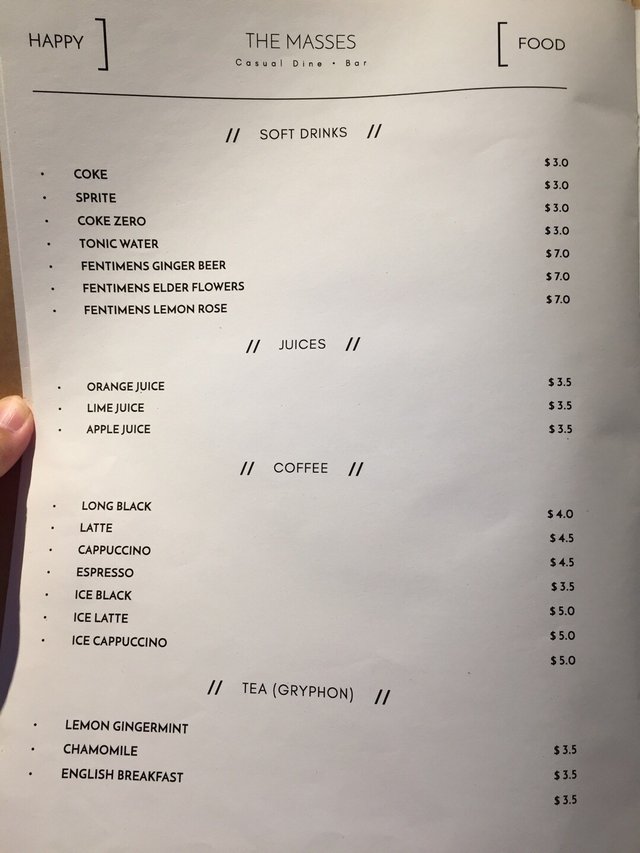 HAPPY ] THE MASSES [ FOOD
Casual Dine • Bar
// SOFT DRINKS //
• COKE $3.0
• SPRITE $3.0
• COKE ZERO $3.0
• TONIC WATER $3.0
• FENTIMENS GINGER BEER $7.0
• FENTIMENS ELDER FLOWERS $7.0
• FENTIMENS LEMON ROSE $7.0
// JUICES //
• ORANGE JUICE $3.5
• LIME JUICE $3.5
• APPLE JUICE $3.5
// COFFEE //
• LONG BLACK $4.0
• LATTE $4.5
• CAPPUCCINO $4.5
• ESPRESSO $3.5
• ICE BLACK $5.0
• ICE LATTE $5.0
• ICE CAPPUCCINO $5.0
// TEA (GRYPHON) //
• LEMON GINGERMINT $3.5
• CHAMOMILE $3.5
• ENGLISH BREAKFAST $3.5